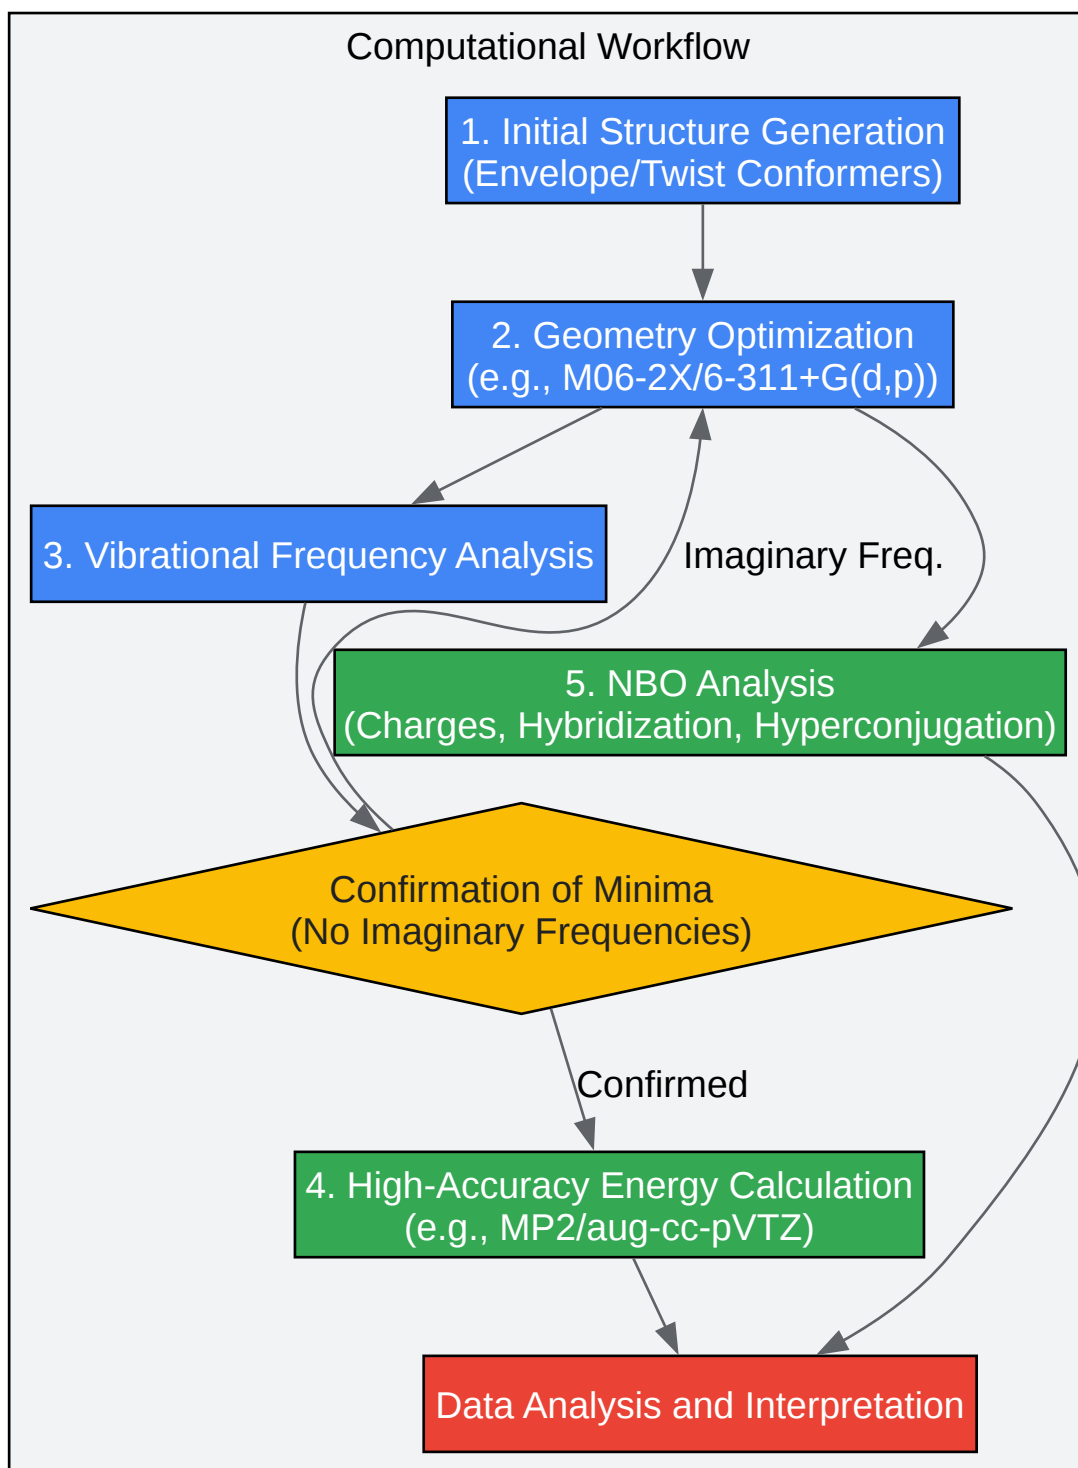 Computational Workflow
1. Initial Structure Generation
(Envelope/Twist Conformers)
2. Geometry Optimization
(e.g., M06-2X/6-311+G(d,p))
3. Vibrational Frequency Analysis
Imaginary Freq.
5. NBO Analysis
(Charges, Hybridization, Hyperconjugation)
Confirmation of Minima
(No Imaginary Frequencies)
Confirmed
4. High-Accuracy Energy Calculation
(e.g., MP2/aug-cc-pVTZ)
Data Analysis and Interpretation